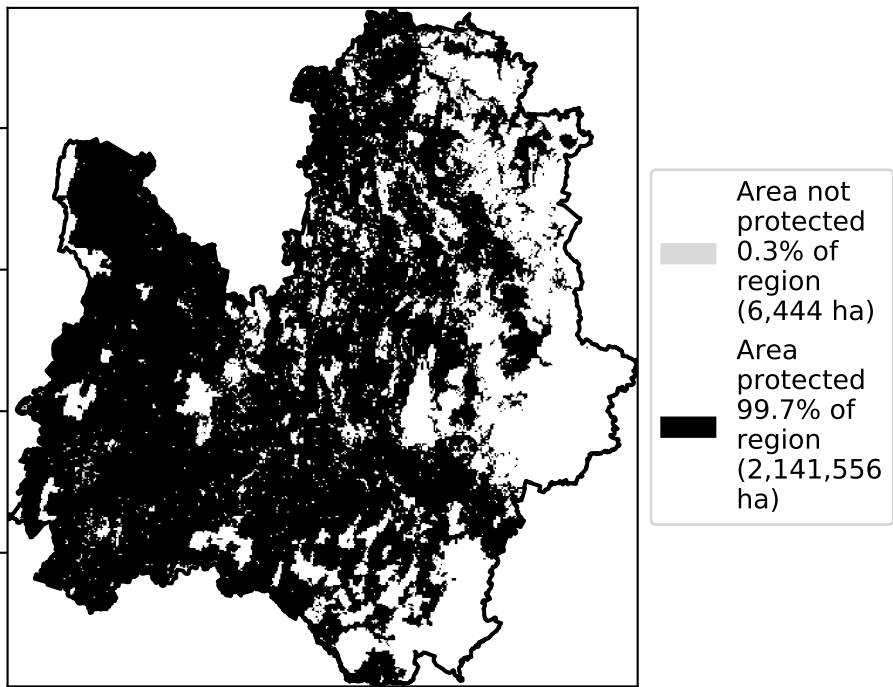 Area not
protected
0.3% of
region
(6,444 ha)
Area
protected
99.7% of
region
(2,141,556
ha)